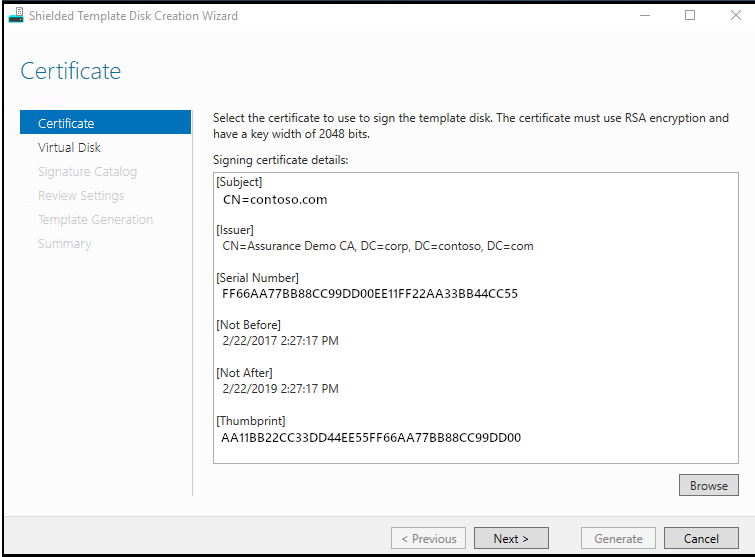 Shielded Template Disk Creation Wizard
Certificate
Certificate
Virtual Disk
Signature Catalog
Review Settings
Template Generation
Summary
Select the certificate to use to sign the template disk. The certificate must use RSA encryption and
have a key width of 2048 bits.
Signing certificate details:
[Subject]
CN=contoso.com
[Issuer]
CN=Assurance Demo CA, DC=corp, DC=contoso, DC=com
[Serial Number]
FF66AA77BB88CC99DD00EE11FF22AA33BB44CC55
[Not Before]
2/22/2017 2:27:17 PM
[Not After]
2/22/2019 2:27:17 PM
[Thumbprint]
AA11BB22CC33DD44EE55FF66AA77BB88CC99DD00
Browse
< Previous
Next >
Generate
Cancel